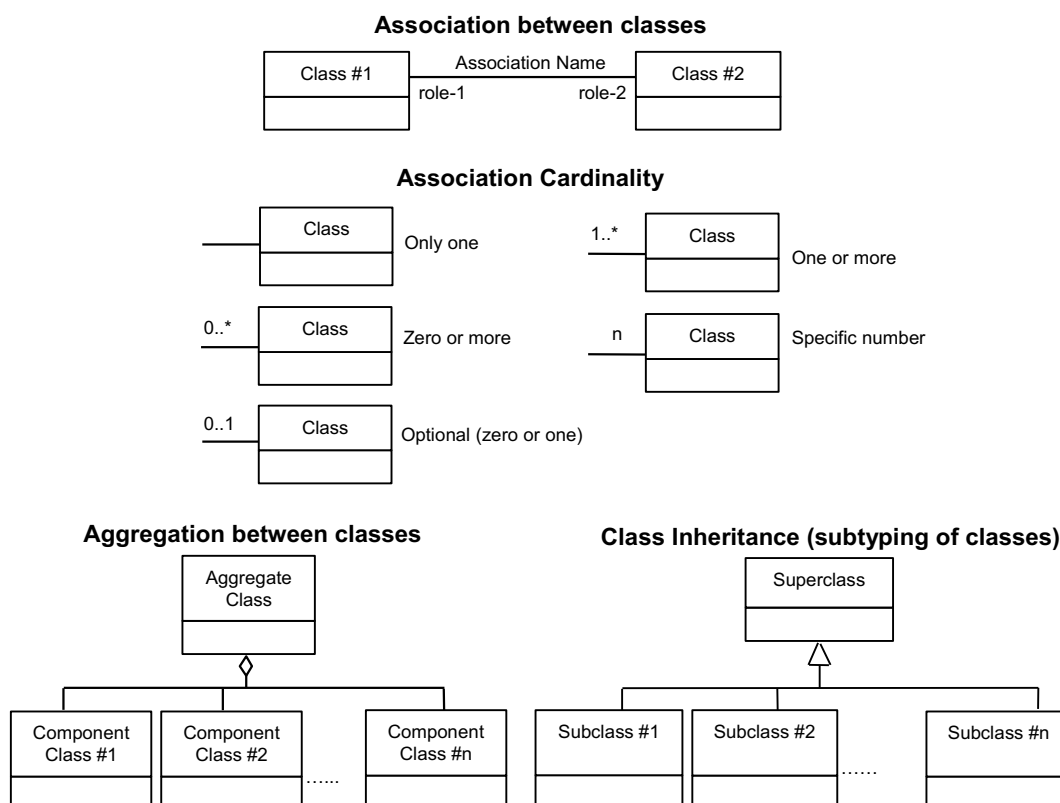 Association between classes
Class #1
Association Name
Class #2
role-1
role-2
Association Cardinality
Class
Only one
1..*
Class
One or more
0..*
Class
Zero or more
n
Class
Specific number
0..1
Class
Optional (zero or one)
Aggregation between classes
Aggregate
Class
Component
Class #1
Component
Class #2
......
Component
Class #n
Class Inheritance (subtyping of classes)
Superclass
Subclass #1
Subclass #2
......
Subclass #n